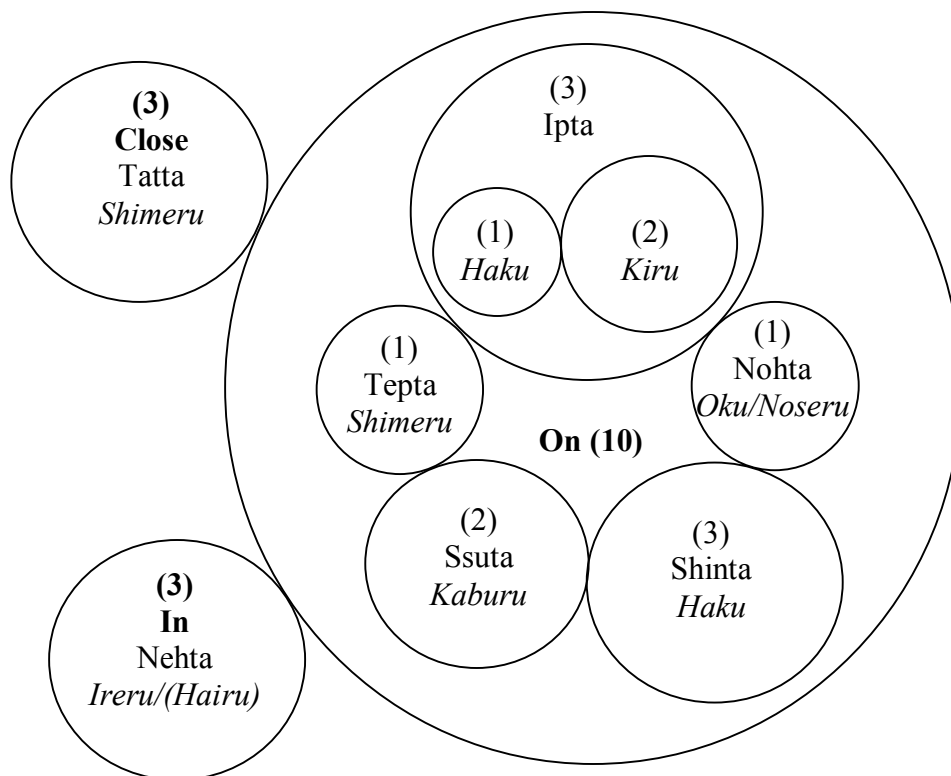 (3)
Close
Tatta
Shimeru
(3)
Ipta
(1)
Haku
(2)
Kiru
(1)
Tepta
Shimeru
(1)
Nohta
Oku/Noseru
On (10)
(2)
Ssuta
Kaburu
(3)
Shinta
Haku
(3)
In
Nehta
Ireru/(Hairu)